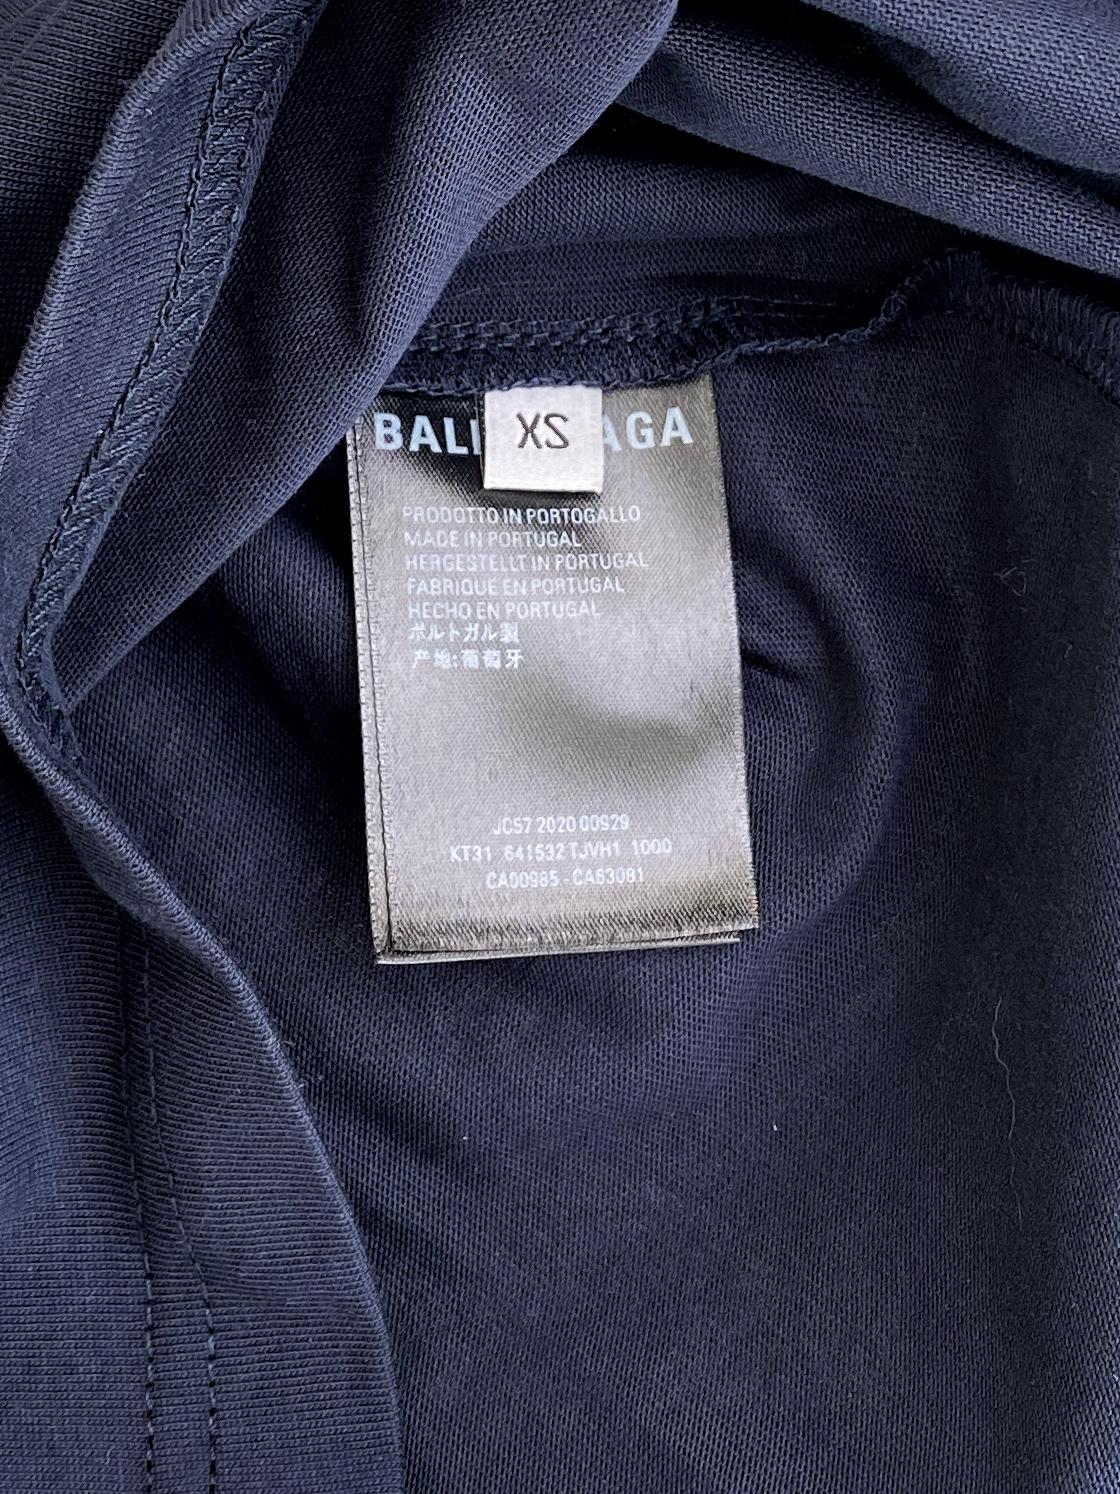 BAL AGA
XS
PRODOTTO IN PORTOGALLO
MADE IN PORTUGAL
HERGESTELLT IN PORTUGAL
FABRIQUE EN PORTUGAL
HECHO EN PORTUGAL
ポルトガル製
产地:葡萄牙
JC57 2020 00929
KT31 641532 TJVH1 1000
CA00985 - CA63081